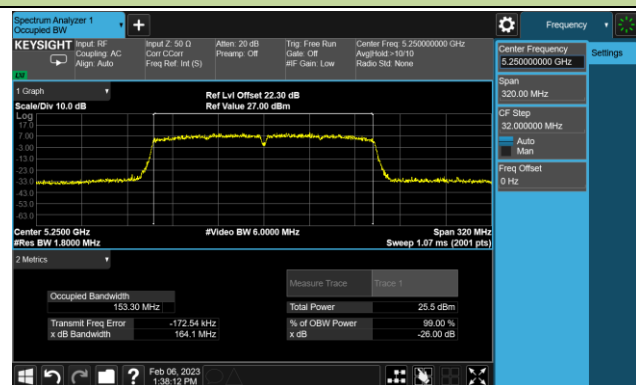 Spectrum Analyzer 1
Occupied BW
+
Frequency
KEYSIGHT Input: RF Input Z: 50 Ω Atten: 20 dB Trig: Free Run Center Freq: 5.250000000 GHz
Coupling: AC Corr CCorr Preamp: Off Gate: Off Avg|Hold:>10/10
Align: Auto Freq Ref: Int (S) #IF Gain: Low Radio Std: None
LW
Center Frequency
5.250000000 GHz
Settings
Span
320.00 MHz
CF Step
32.000000 MHz
Auto
Man
Freq Offset
0 Hz
1 Graph
Ref Lvl Offset 22.30 dB
Scale/Div 10.0 dB Ref Value 27.00 dBm
Log
17.0
7.00
-3.00
-13.0
-23.0
-33.0
-43.0
-53.0
-63.0
Center 5.2500 GHz #Video BW 6.0000 MHz Span 320 MHz
#Res BW 1.8000 MHz Sweep 1.07 ms (2001 pts)
2 Metrics
Measure Trace Trace 1
Occupied Bandwidth
153.30 MHz Total Power 25.5 dBm
Transmit Freq Error -172.54 kHz % of OBW Power 99.00 %
x dB Bandwidth 164.1 MHz x dB -26.00 dB
? Feb 06, 2023
1:38:12 PM